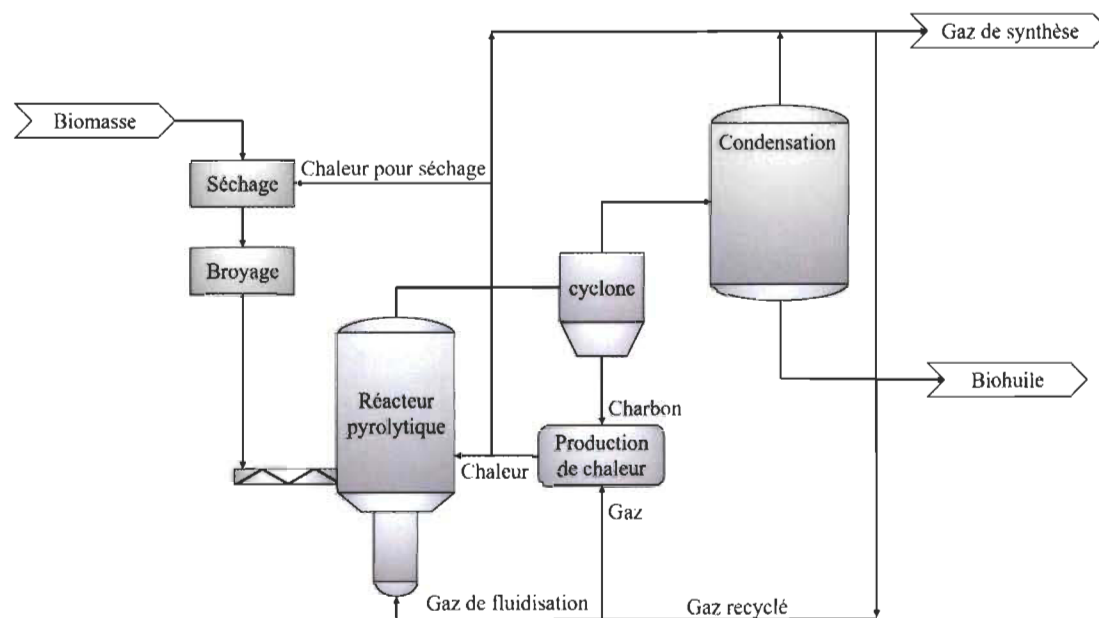 Gaz de synthèse
Biomasse
Condensation
Chaleur pour séchage
Séchage
Broyage
cyclone
Biohuile
Réacteur
pyrolytique
Charbon
Production
de chaleur
Chaleur
Gaz
Gaz de fluidisation
Gaz recyclé